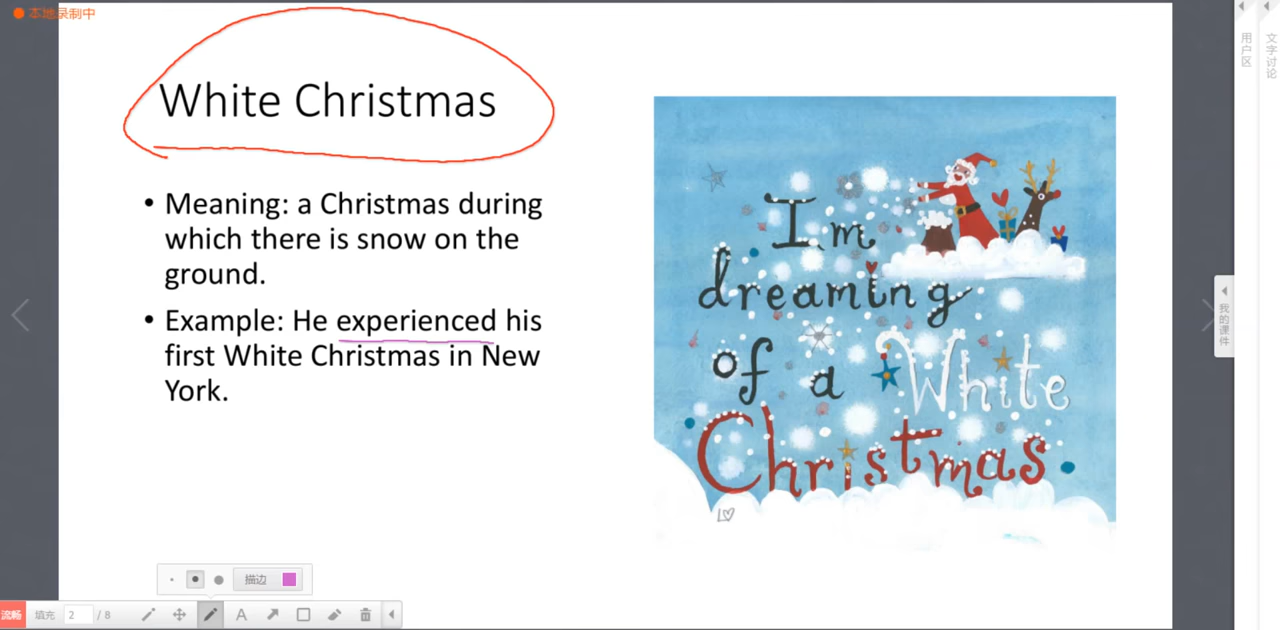 本地录制中
White Christmas
• Meaning: a Christmas during
which there is snow on the
ground.
• Example: He experienced his
first White Christmas in New
York.
I'm
dreaming
of a White
Christmas
LV
用户区
文字讨论
我的课件
描边
流畅 填充 2 / 8 A